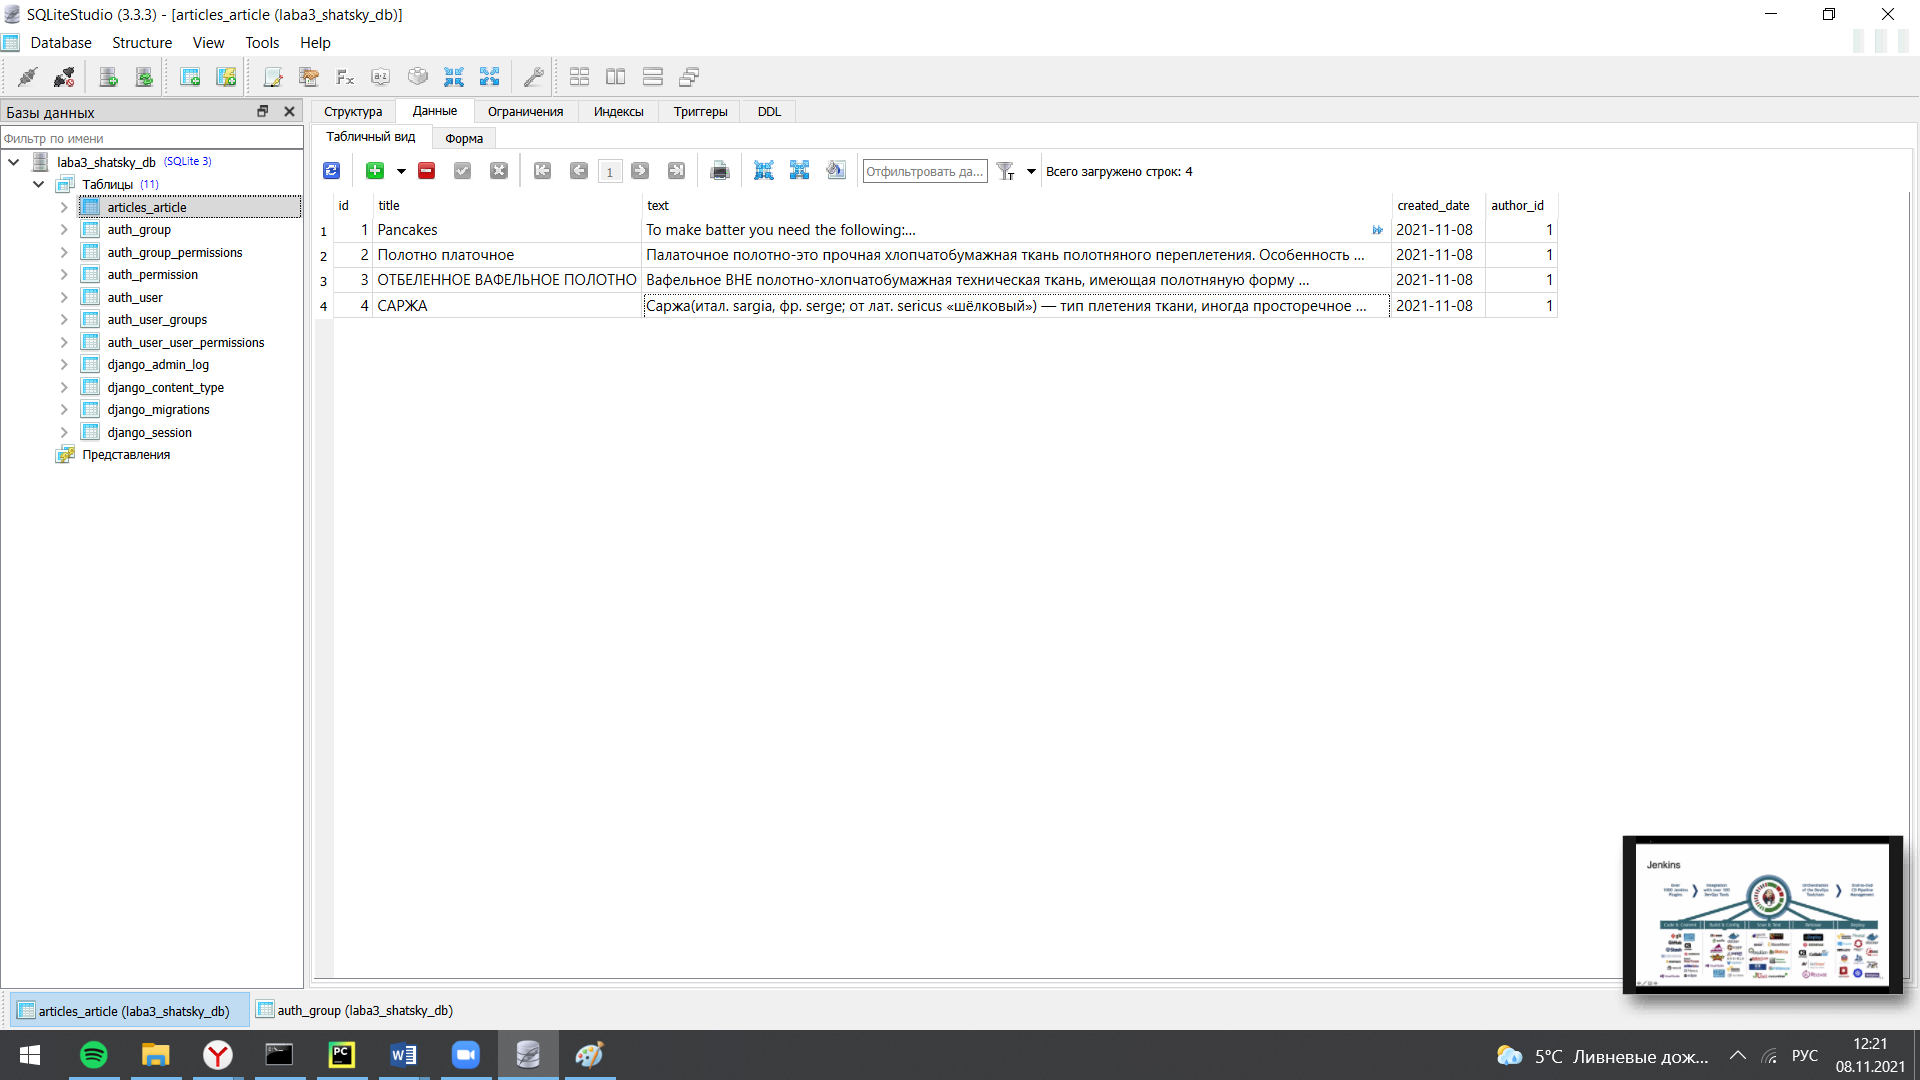 SQLiteStudio (3.3.3) - [articles_article (laba3_shatsky_db)]
Database Structure View Tools Help
Базы данных
Фильтр по имени
laba3_shatsky_db (SQLite 3)
Таблицы (11)
articles_article
auth_group
auth_group_permissions
auth_permission
auth_user
auth_user_groups
auth_user_user_permissions
django_admin_log
django_content_type
django_migrations
django_session
Представления
Структура Данные Ограничения Индексы Триггеры DDL
Табличный вид Форма
1 Отфильтровать да... Всего загружено строк: 4
id title text created_date author_id
1 1 Pancakes To make batter you need the following:... 2021-11-08 1
2 2 Полотно платочное Палаточное полотно-это прочная хлопчатобумажная ткань полотняного переплетения. Особенность ... 2021-11-08 1
3 3 ОТБЕЛЕННОЕ ВАФЕЛЬНОЕ ПОЛОТНО Вафельное ВНЕ полотно-хлопчатобумажная техническая ткань, имеющая полотняную форму ... 2021-11-08 1
4 4 САРЖА Саржа(итал. sargia, фр. serge; от лат. sericus «шёлковый») — тип плетения ткани, иногда просторечное ... 2021-11-08 1
Jenkins
articles_article (laba3_shatsky_db) auth_group (laba3_shatsky_db)
5°C Ливневые дож... РУС
12:21
08.11.2021